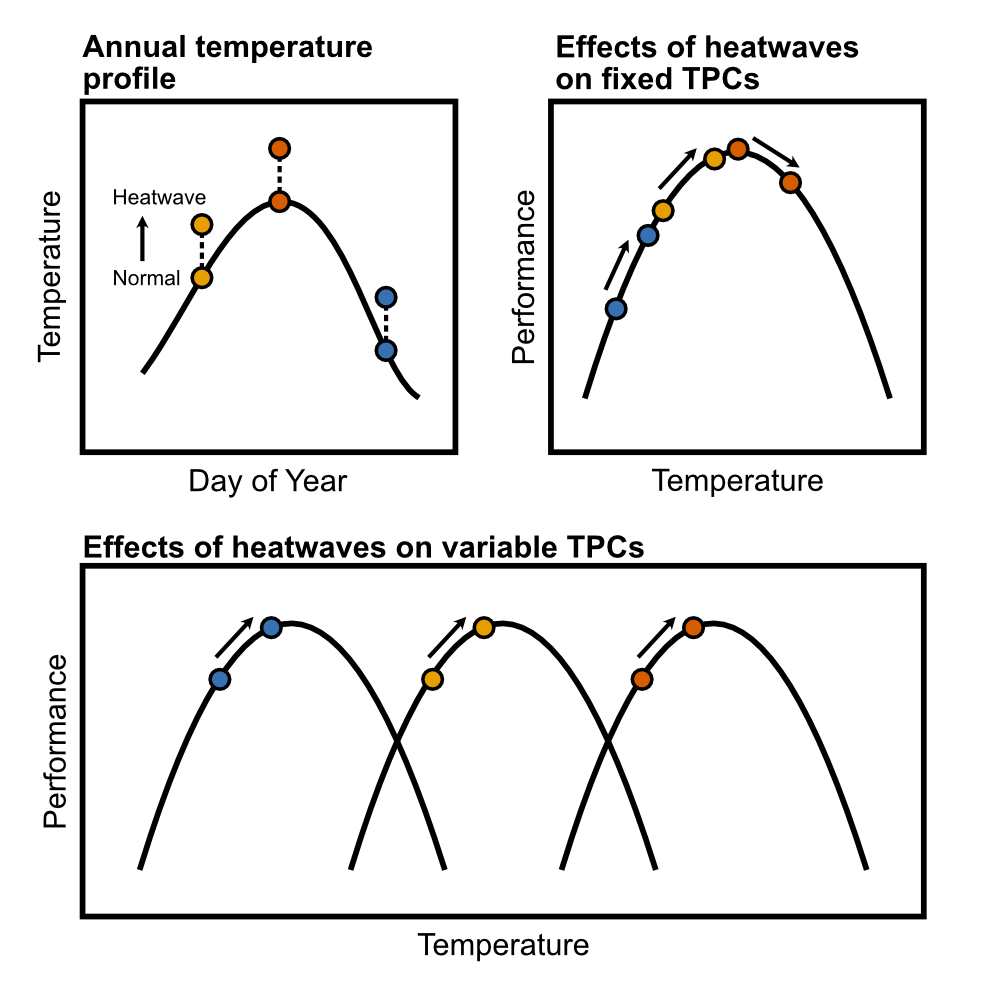 Annual temperature
profile
Temperature
Heatwave
Normal
Day of Year
Effects of heatwaves
on fixed TPCs
Performance
Temperature
Effects of heatwaves on variable TPCs
Performance
Temperature